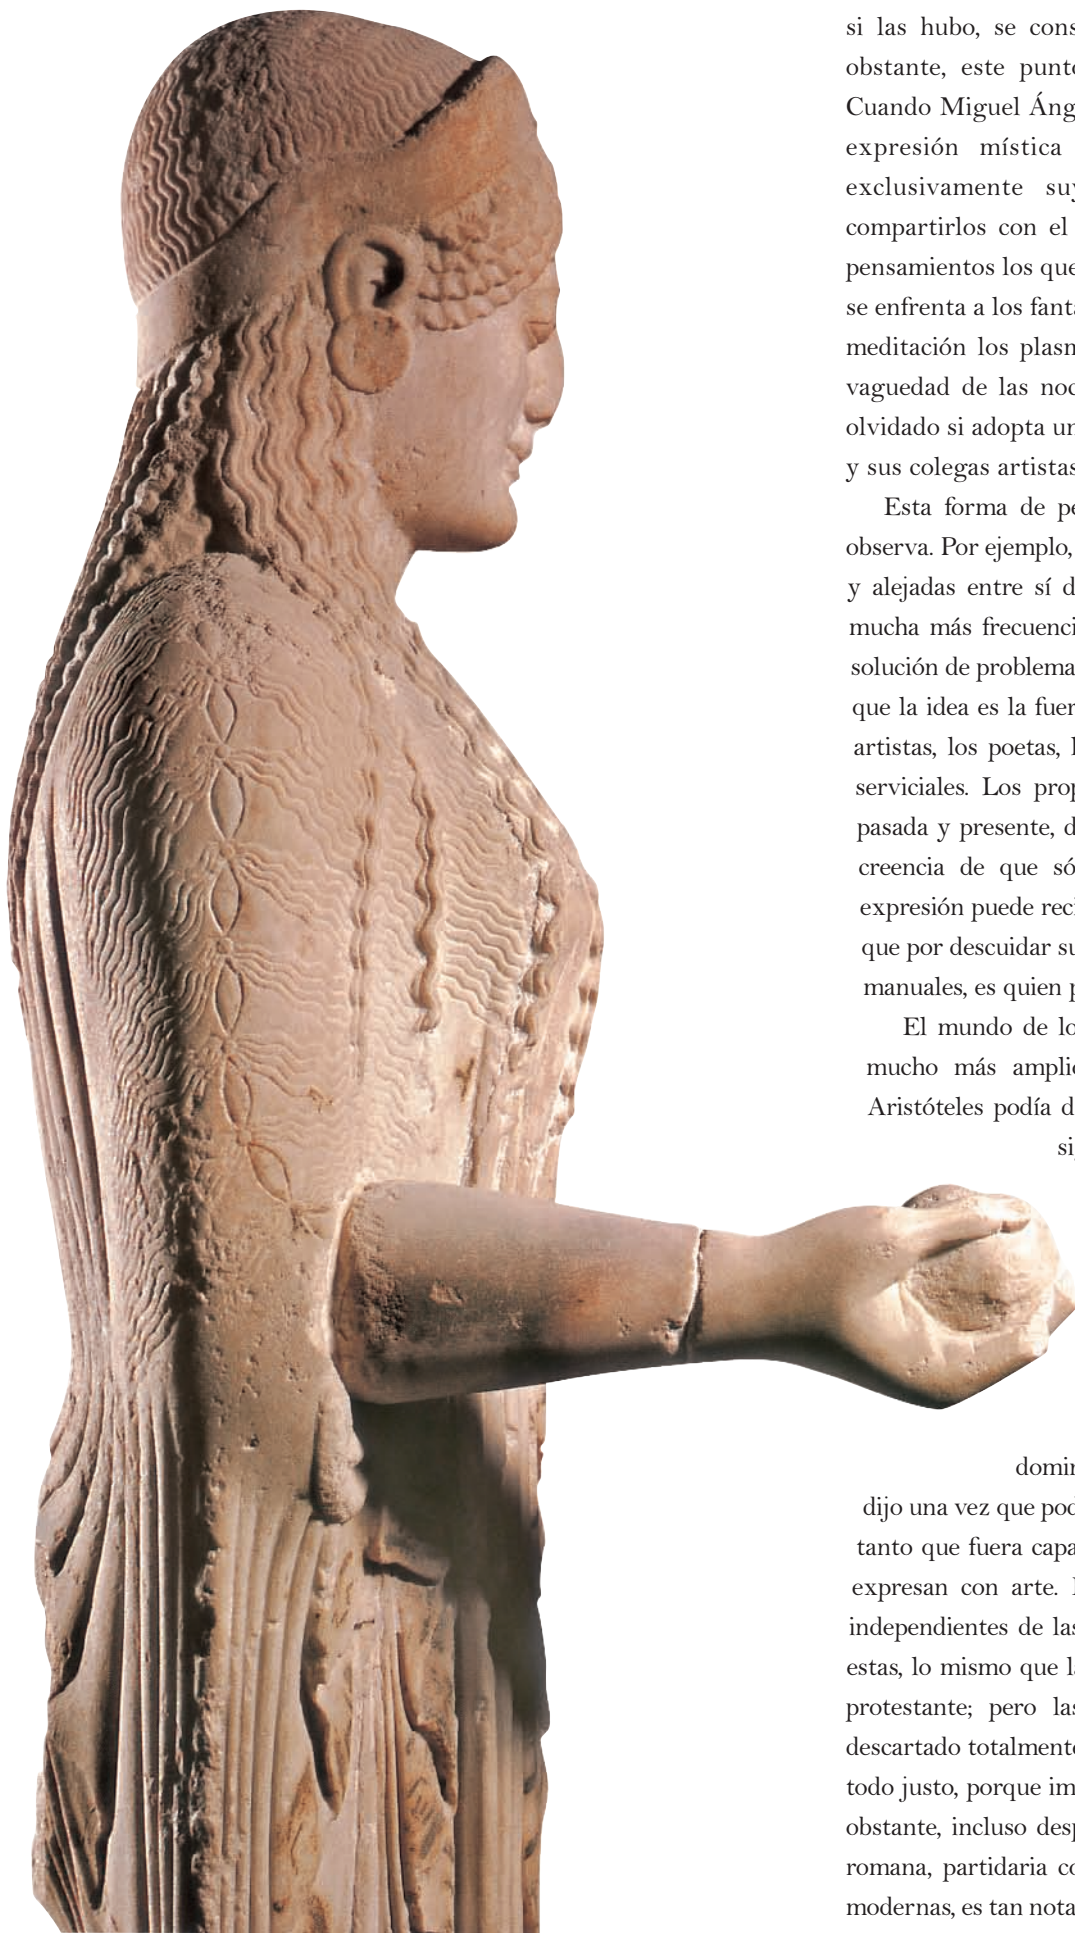 si las hubo, se cons
obstante, este punto
Cuando Miguel Áng
expresión mística
exclusivamente suy
compartirlos con el
pensamientos los que
se enfrenta a los fanta
meditación los plasm
vaguedad de las noc
olvidado si adopta un
y sus colegas artistas
Esta forma de pe
observa. Por ejemplo,
y alejadas entre sí d
mucha más frecuenci
solución de problema
que la idea es la fuer
artistas, los poetas, l
serviciales. Los prop
pasada y presente, d
creencia de que só
expresión puede reci
que por descuidar su
manuales, es quien p
El mundo de lo
mucho más amplio
Aristóteles podía d
si
domin
dijo una vez que pod
tanto que fuera capa
expresan con arte.
independientes de las
estas, lo mismo que la
protestante; pero las
descartado totalmente
todo justo, porque im
obstante, incluso desp
romana, partidaria co
modernas, es tan nota